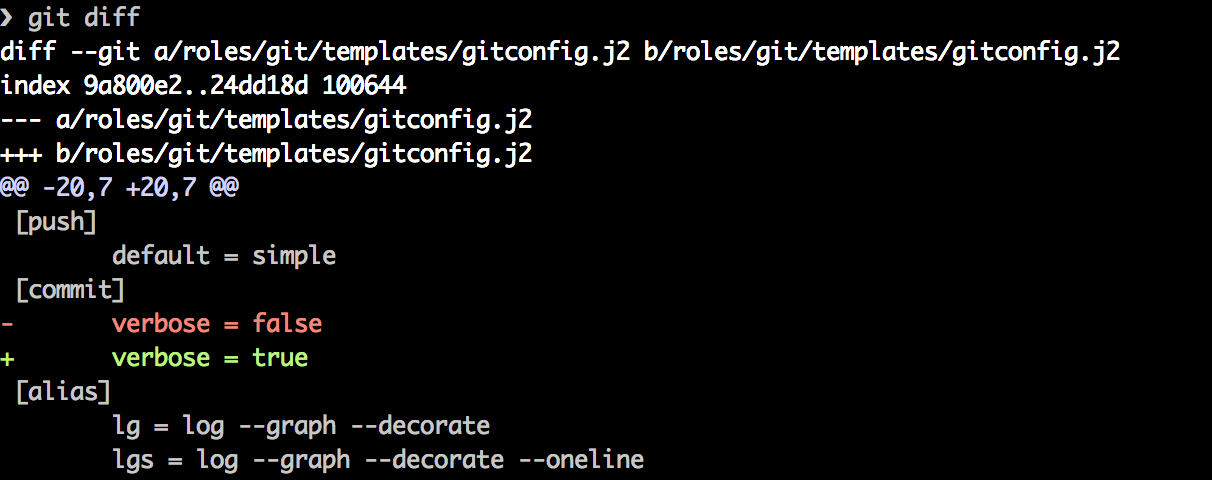 ❯ git diff
diff --git a/roles/git/templates/gitconfig.j2 b/roles/git/templates/gitconfig.j2
index 9a800e2..24dd18d 100644
--- a/roles/git/templates/gitconfig.j2
+++ b/roles/git/templates/gitconfig.j2
@@ -20,7 +20,7 @@
 [push]
        default = simple
 [commit]
-       verbose = false
+       verbose = true
 [alias]
        lg = log --graph --decorate
        lgs = log --graph --decorate --oneline